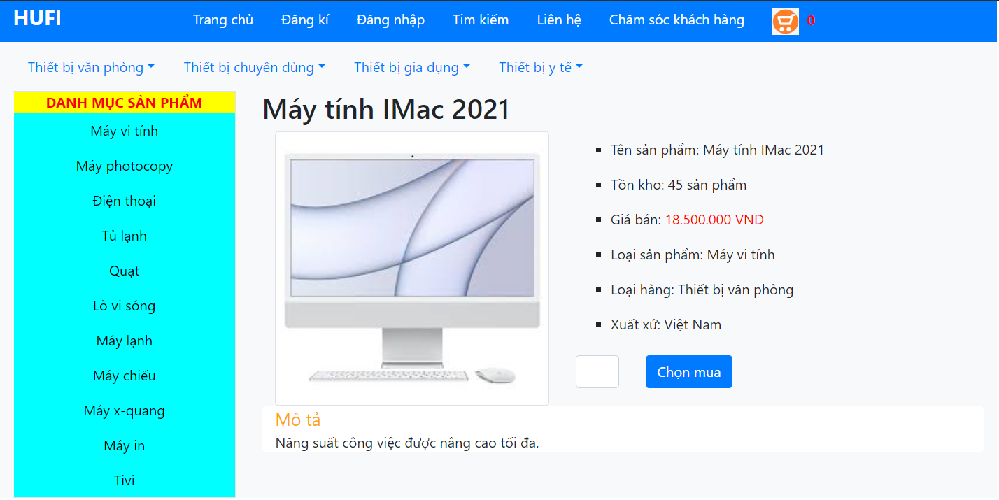 HUFI Trang chủ Đăng kí Đăng nhập Tìm kiếm Liên hệ Chăm sóc khách hàng 0
Thiết bị văn phòng Thiết bị chuyên dùng Thiết bị gia dụng Thiết bị y tế
DANH MỤC SẢN PHẨM
Máy vi tính
Máy photocopy
Điện thoại
Tủ lạnh
Quạt
Lò vi sóng
Máy lạnh
Máy chiếu
Máy x-quang
Máy in
Tivi
Máy tính IMac 2021
Tên sản phẩm: Máy tính IMac 2021
Tồn kho: 45 sản phẩm
Giá bán: 18.500.000 VND
Loại sản phẩm: Máy vi tính
Loại hàng: Thiết bị văn phòng
Xuất xứ: Việt Nam
Chọn mua
Mô tả
Năng suất công việc được nâng cao tối đa.